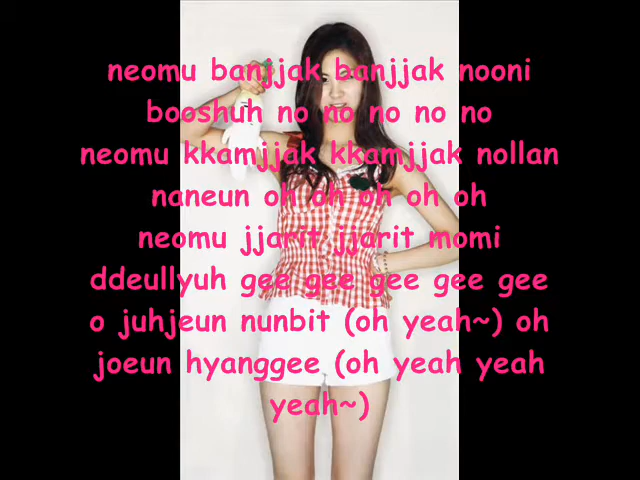 neomu banjjak banjjak nooni
booshuh no no no no no
neomu kkamjjak kkamjjak nollan
naneun oh oh oh oh oh
neomu jjarit jjarit momi
ddeullyuh gee gee gee gee gee
o juhjeun nunbit (oh yeah~) oh
joeun hyanggee (oh yeah yeah
yeah~)